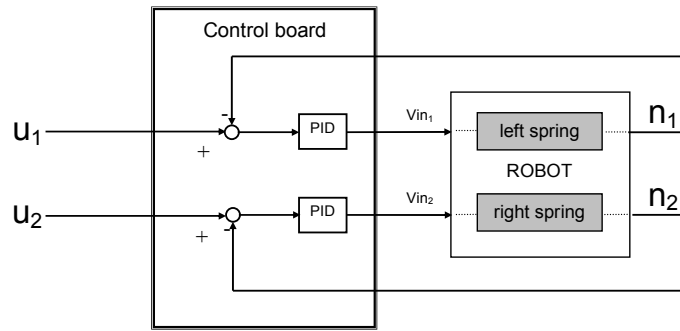 Control board
-
u₁
+
PID
Vin₁
left spring
n₁
ROBOT
u₂
+
-
PID
Vin₂
right spring
n₂